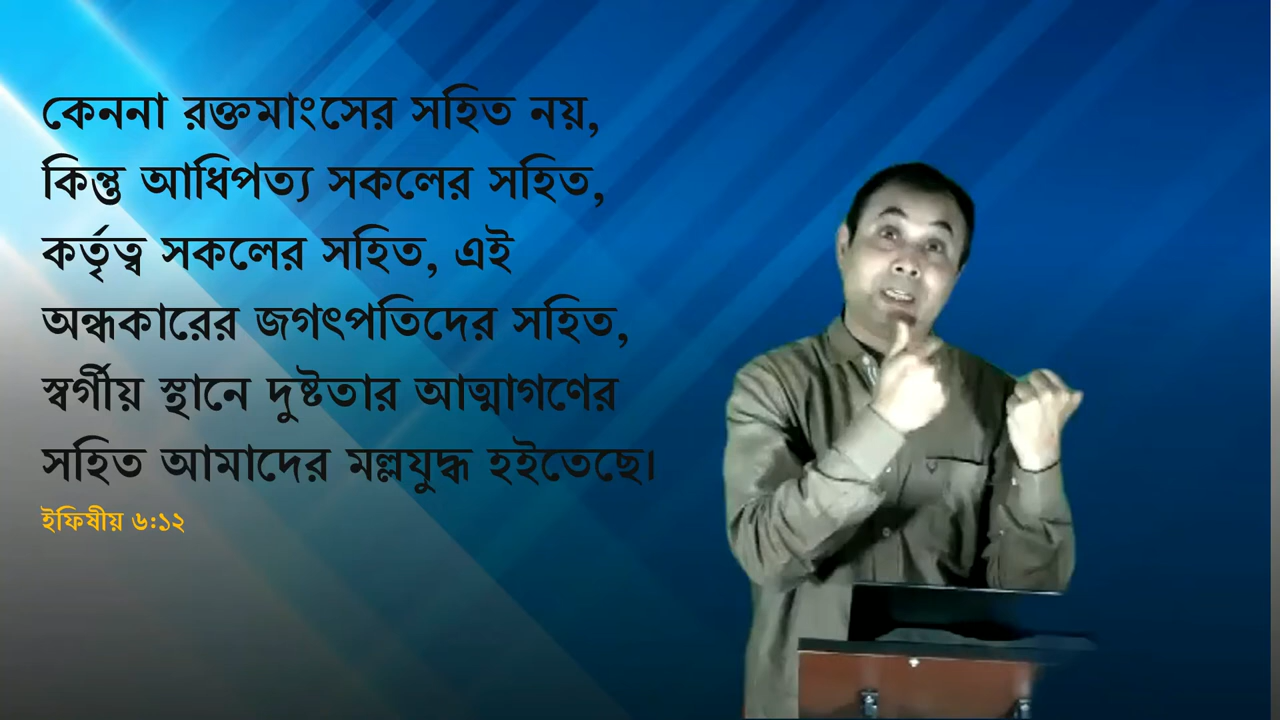 কেননা রক্তমাংসের সহিত নয়,
কিন্তু আধিপত্য সকলের সহিত,
কর্তৃত্ব সকলের সহিত, এই
অন্ধকারের জগৎপতিদের সহিত,
স্বর্গীয় স্থানে দুষ্টতার আত্মাগণের
সহিত আমাদের মল্লযুদ্ধ হইতেছে।
ইফিষীয় ৬:১২